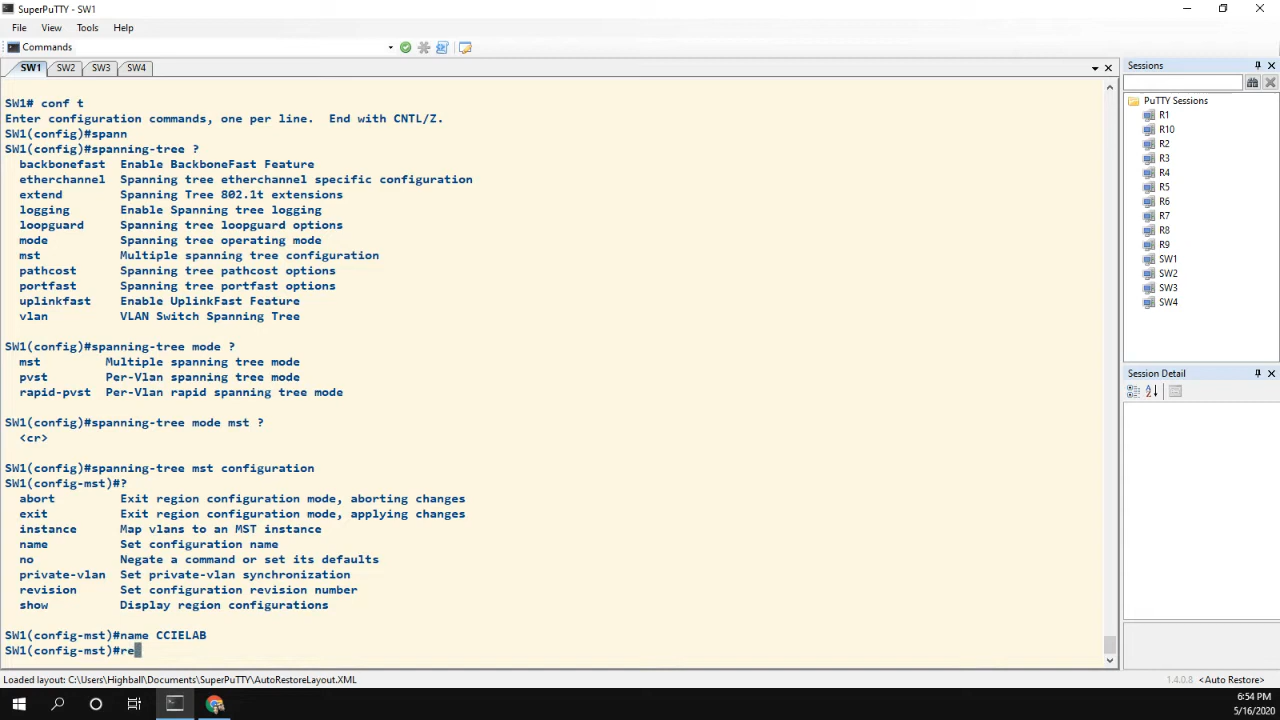 SuperPuTTY - SW1
File View Tools Help
Commands
SW1 SW2 SW3 SW4
SW1# conf t
Enter configuration commands, one per line.  End with CNTL/Z.
SW1(config)#spann
SW1(config)#spanning-tree ?
  backbonefast  Enable BackboneFast Feature
  etherchannel  Spanning tree etherchannel specific configuration
  extend        Spanning Tree 802.1t extensions
  logging       Enable Spanning tree logging
  loopguard     Spanning tree loopguard options
  mode          Spanning tree operating mode
  mst           Multiple spanning tree configuration
  pathcost      Spanning tree pathcost options
  portfast      Spanning tree portfast options
  uplinkfast    Enable UplinkFast Feature
  vlan          VLAN Switch Spanning Tree
SW1(config)#spanning-tree mode ?
  mst         Multiple spanning tree mode
  pvst        Per-Vlan spanning tree mode
  rapid-pvst  Per-Vlan rapid spanning tree mode
SW1(config)#spanning-tree mode mst ?
  <cr>
SW1(config)#spanning-tree mst configuration
SW1(config-mst)#?
  abort         Exit region configuration mode, aborting changes
  exit          Exit region configuration mode, applying changes
  instance      Map vlans to an MST instance
  name          Set configuration name
  no            Negate a command or set its defaults
  private-vlan  Set private-vlan synchronization
  revision      Set configuration revision number
  show          Display region configurations
SW1(config-mst)#name CCIELAB
SW1(config-mst)#re
Sessions
PuTTY Sessions
R1
R10
R2
R3
R4
R5
R6
R7
R8
R9
SW1
SW2
SW3
SW4
Session Detail
Loaded layout: C:\Users\Highball\Documents\SuperPuTTY\AutoRestoreLayout.XML
1.4.0.8 <Auto Restore>
6:54 PM
5/16/2020